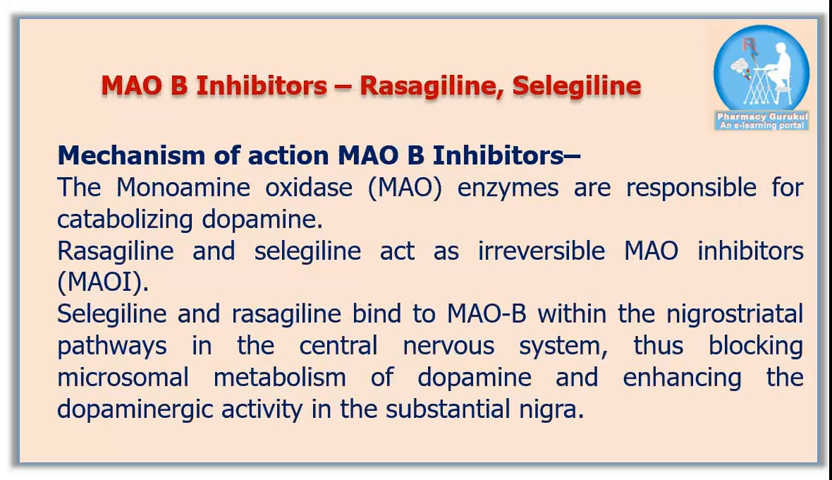 MAO B Inhibitors – Rasagiline, Selegiline
Pharmacy Gurukul
An e-learning portal
Mechanism of action MAO B Inhibitors–
The Monoamine oxidase (MAO) enzymes are responsible for
catabolizing dopamine.
Rasagiline and selegiline act as irreversible MAO inhibitors
(MAOI).
Selegiline and rasagiline bind to MAO-B within the nigrostriatal
pathways in the central nervous system, thus blocking
microsomal metabolism of dopamine and enhancing the
dopaminergic activity in the substantial nigra.